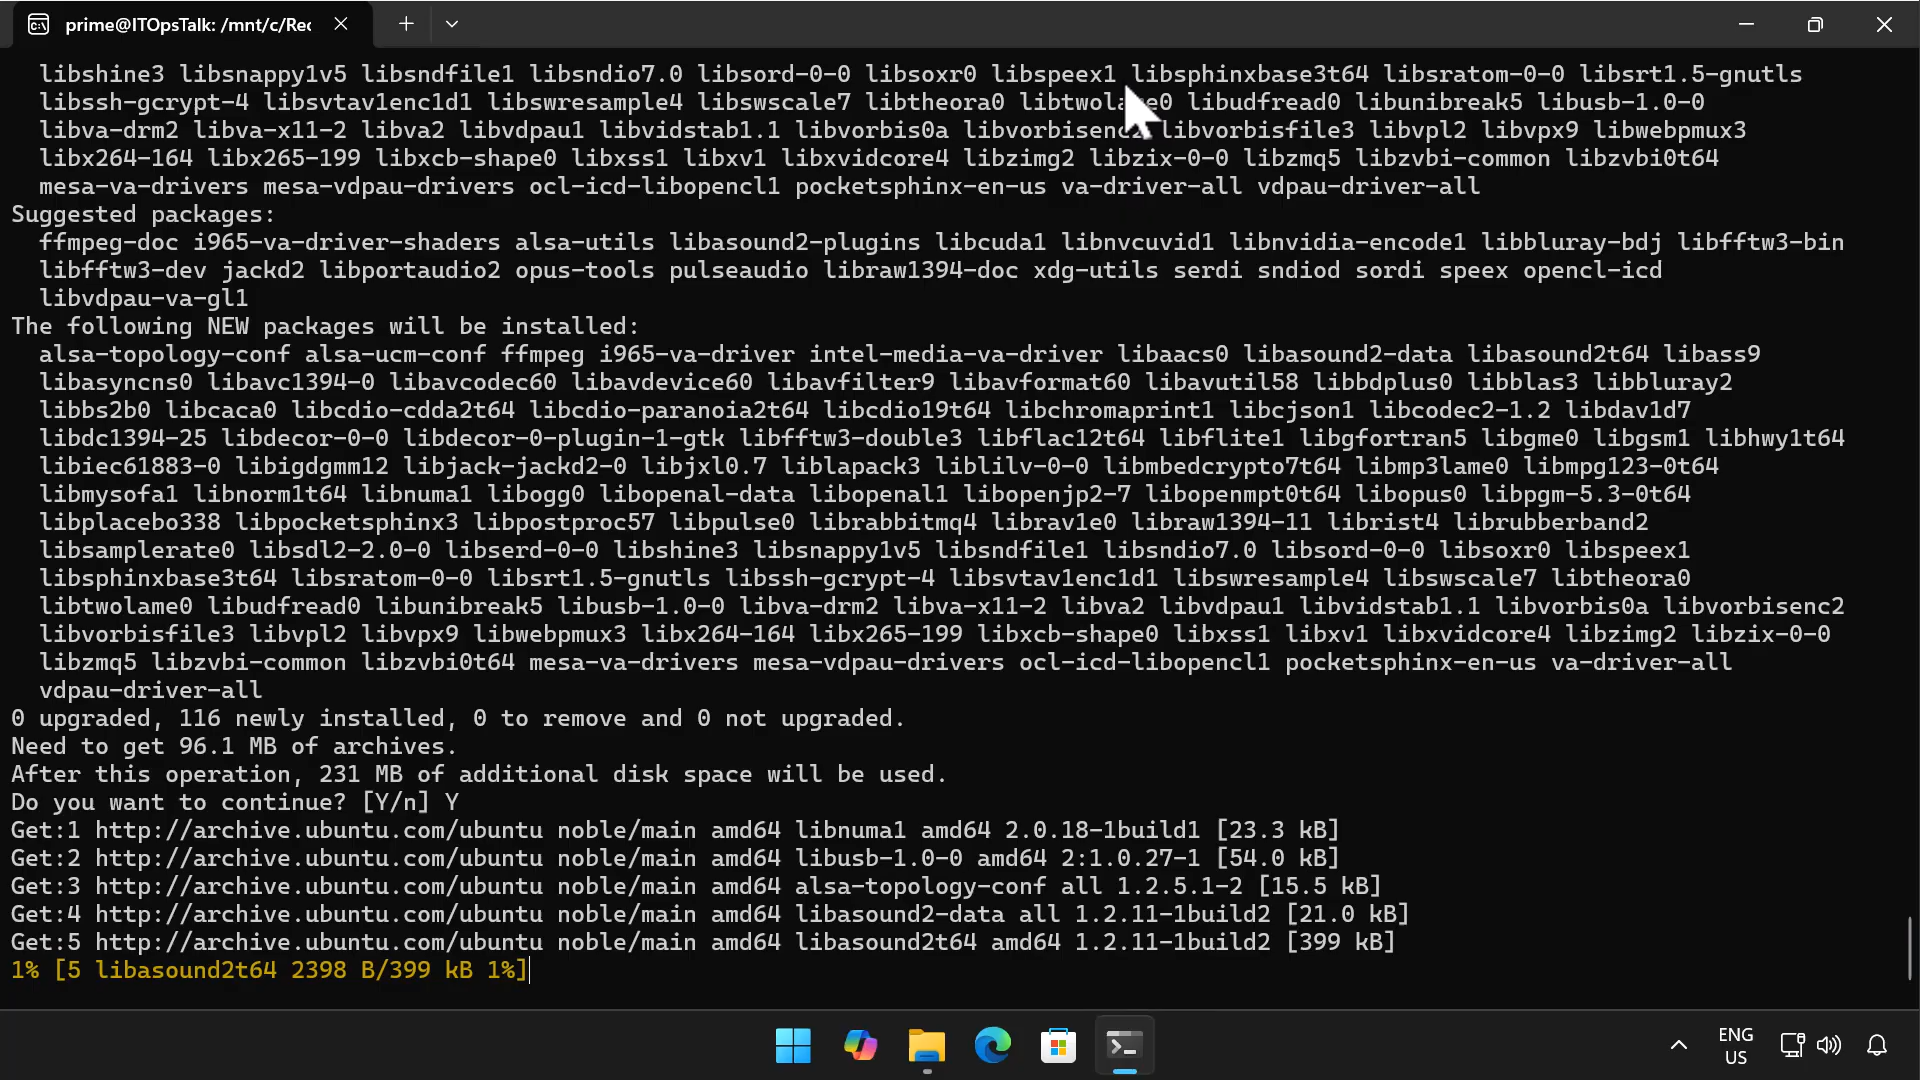 prime@ITOpsTalk: /mnt/c/Rec
libshine3 libsnappy1v5 libsndfile1 libsndio7.0 libsord-0-0 libsoxr0 libspeex1 libsphinxbase3t64 libsratom-0-0 libsrt1.5-gnutls
libssh-gcrypt-4 libsvtav1enc1d1 libswresample4 libswscale7 libtheora0 libtwolame0 libudfread0 libunibreak5 libusb-1.0-0
libva-drm2 libva-x11-2 libva2 libvdpau1 libvidstab1.1 libvorbis0a libvorbisenc2 libvorbisfile3 libvpl2 libvpx9 libwebpmux3
libx264-164 libx265-199 libxcb-shape0 libxss1 libxv1 libxvidcore4 libzimg2 libzix-0-0 libzmq5 libzvbi-common libzvbi0t64
mesa-va-drivers mesa-vdpau-drivers ocl-icd-libopencl1 pocketsphinx-en-us va-driver-all vdpau-driver-all
Suggested packages:
ffmpeg-doc i965-va-driver-shaders alsa-utils libasound2-plugins libcuda1 libnvcuvid1 libnvidia-encode1 libbluray-bdj libfftw3-bin
libfftw3-dev jackd2 libportaudio2 opus-tools pulseaudio libraw1394-doc xdg-utils serdi sndiod sordi speex opencl-icd
libvdpau-va-gl1
The following NEW packages will be installed:
alsa-topology-conf alsa-ucm-conf ffmpeg i965-va-driver intel-media-va-driver libaacs0 libasound2-data libasound2t64 libass9
libasyncns0 libavc1394-0 libavcodec60 libavdevice60 libavfilter9 libavformat60 libavutil58 libbdplus0 libblas3 libbluray2
libbs2b0 libcaca0 libcdio-cdda2t64 libcdio-paranoia2t64 libcdio19t64 libchromaprint1 libcjson1 libcodec2-1.2 libdav1d7
libdc1394-25 libdecor-0-0 libdecor-0-plugin-1-gtk libfftw3-double3 libflac12t64 libflite1 libgfortran5 libgme0 libgsm1 libhwy1t64
libiec61883-0 libigdgmm12 libjack-jackd2-0 libjxl0.7 liblapack3 liblilv-0-0 libmbedcrypto7t64 libmp3lame0 libmpg123-0t64
libmysofa1 libnorm1t64 libnuma1 libogg0 libopenal-data libopenal1 libopenjp2-7 libopenmpt0t64 libopus0 libpgm-5.3-0t64
libplacebo338 libpocketsphinx3 libpostproc57 libpulse0 librabbitmq4 librav1e0 libraw1394-11 librist4 librubberband2
libsamplerate0 libsdl2-2.0-0 libserd-0-0 libshine3 libsnappy1v5 libsndfile1 libsndio7.0 libsord-0-0 libsoxr0 libspeex1
libsphinxbase3t64 libsratom-0-0 libsrt1.5-gnutls libssh-gcrypt-4 libsvtav1enc1d1 libswresample4 libswscale7 libtheora0
libtwolame0 libudfread0 libunibreak5 libusb-1.0-0 libva-drm2 libva-x11-2 libva2 libvdpau1 libvidstab1.1 libvorbis0a libvorbisenc2
libvorbisfile3 libvpl2 libvpx9 libwebpmux3 libx264-164 libx265-199 libxcb-shape0 libxss1 libxv1 libxvidcore4 libzimg2 libzix-0-0
libzmq5 libzvbi-common libzvbi0t64 mesa-va-drivers mesa-vdpau-drivers ocl-icd-libopencl1 pocketsphinx-en-us va-driver-all
vdpau-driver-all
0 upgraded, 116 newly installed, 0 to remove and 0 not upgraded.
Need to get 96.1 MB of archives.
After this operation, 231 MB of additional disk space will be used.
Do you want to continue? [Y/n] Y
Get:1 http://archive.ubuntu.com/ubuntu noble/main amd64 libnuma1 amd64 2.0.18-1build1 [23.3 kB]
Get:2 http://archive.ubuntu.com/ubuntu noble/main amd64 libusb-1.0-0 amd64 2:1.0.27-1 [54.0 kB]
Get:3 http://archive.ubuntu.com/ubuntu noble/main amd64 alsa-topology-conf all 1.2.5.1-2 [15.5 kB]
Get:4 http://archive.ubuntu.com/ubuntu noble/main amd64 libasound2-data all 1.2.11-1build2 [21.0 kB]
Get:5 http://archive.ubuntu.com/ubuntu noble/main amd64 libasound2t64 amd64 1.2.11-1build2 [399 kB]
1% [5 libasound2t64 2398 B/399 kB 1%]
ENG
US